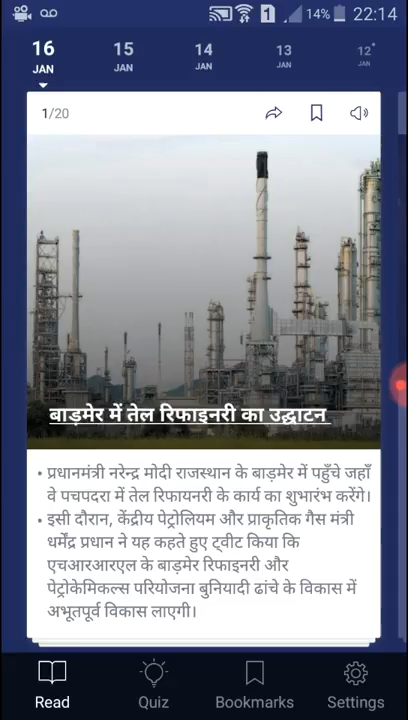 1 14% 22:14
16 15 14 13 12
JAN JAN JAN JAN JAN
1/20
बाड़मेर में तेल रिफाइनरी का उद्घाटन
• प्रधानमंत्री नरेन्द्र मोदी राजस्थान के बाड़मेर में पहुँचे जहाँ
वे पचपदरा में तेल रिफायनरी के कार्य का शुभारंभ करेंगे।
• इसी दौरान, केंद्रीय पेट्रोलियम और प्राकृतिक गैस मंत्री
धर्मेंद्र प्रधान ने यह कहते हुए ट्वीट किया कि
एचआरआरएल के बाड़मेर रिफाइनरी और
पेट्रोकेमिकल्स परियोजना बुनियादी ढांचे के विकास में
अभूतपूर्व विकास लाएगी।
Read Quiz Bookmarks Settings